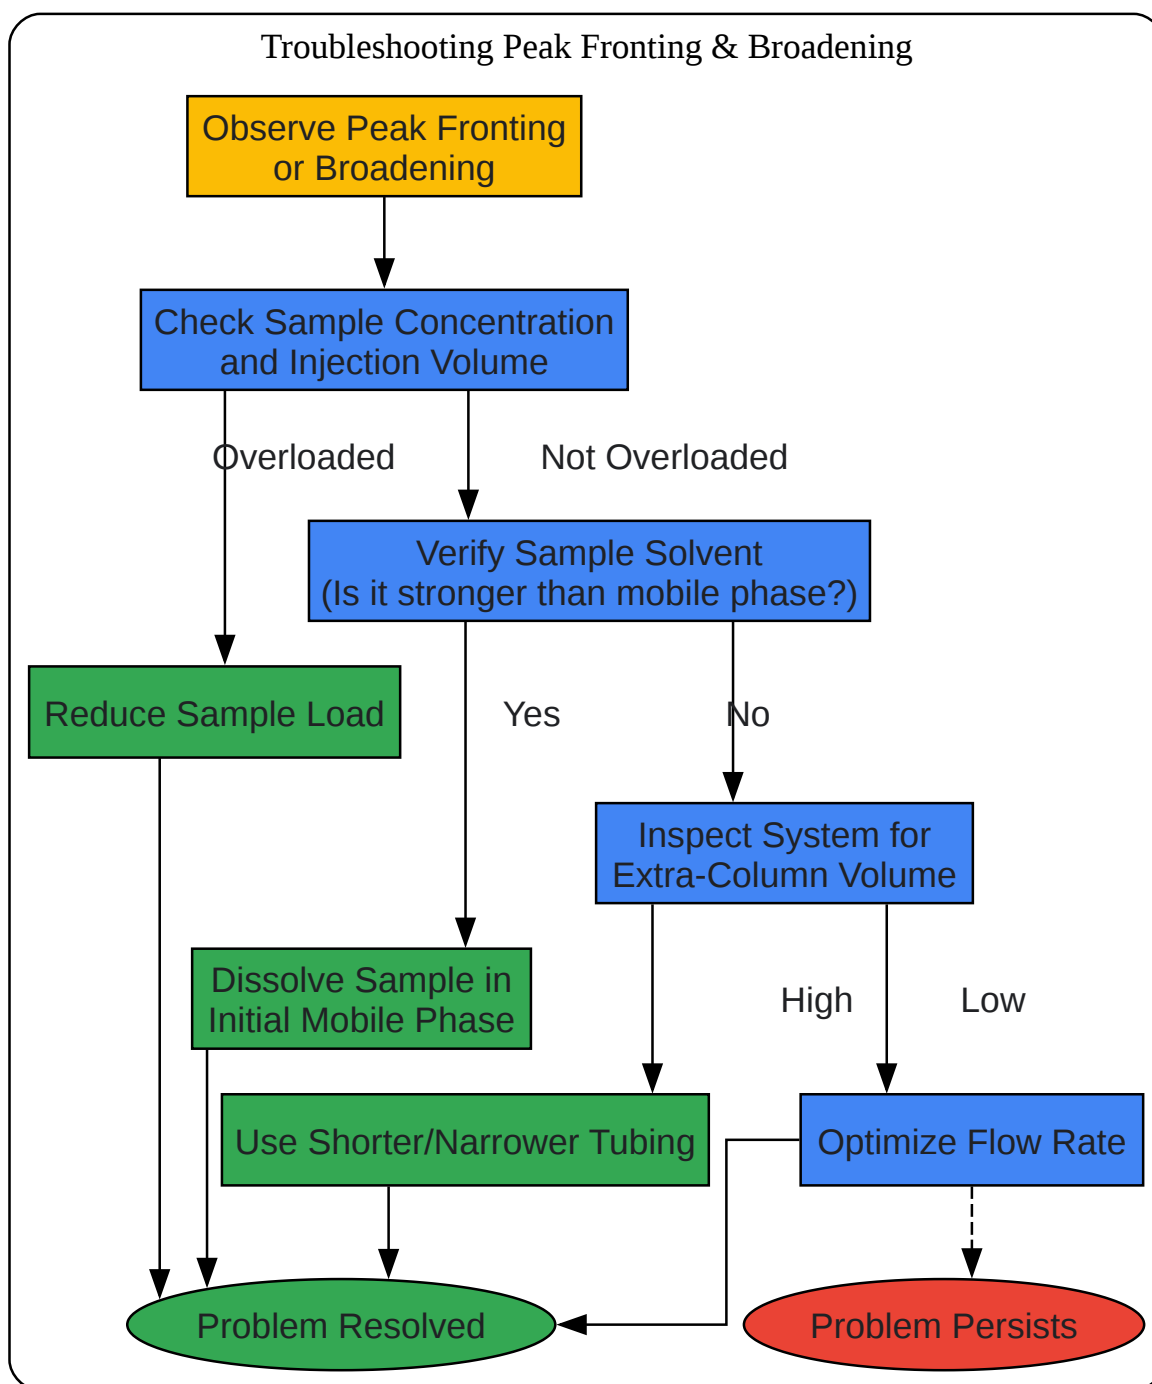 Troubleshooting Peak Fronting & Broadening
Observe Peak Fronting
or Broadening
Check Sample Concentration
and Injection Volume
Overloaded
Not Overloaded
Verify Sample Solvent
(Is it stronger than mobile phase?)
Reduce Sample Load
Yes
No
Inspect System for
Extra-Column Volume
Dissolve Sample in
Initial Mobile Phase
High
Low
Use Shorter/Narrower Tubing
Optimize Flow Rate
Problem Resolved
Problem Persists